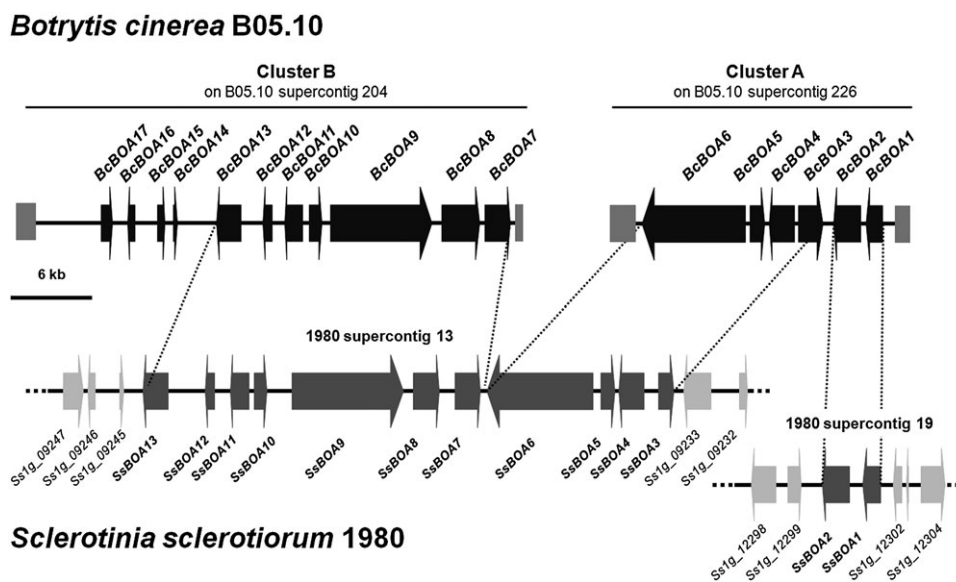 Botrytis cinerea B05.10
Cluster B
on B05.10 supercontig 204
Cluster A
on B05.10 supercontig 226
BcBOA17
BcBOA16
BcBOA15
BcBOA14
BcBOA13
BcBOA12
BcBOA11
BcBOA10
BcBOA9
BcBOA8
BcBOA7
BcBOA6
BcBOA5
BcBOA4
BcBOA3
BcBOA2
BcBOA1
6 kb
1980 supercontig 13
Ss1g_09247
Ss1g_09246
Ss1g_09245
SsBOA13
SsBOA12
SsBOA11
SsBOA10
SsBOA9
SsBOA8
SsBOA7
SsBOA6
SsBOA5
SsBOA4
SsBOA3
Ss1g_09233
Ss1g_09232
1980 supercontig 19
Ss1g_12298
Ss1g_12299
SsBOA2
SsBOA1
Ss1g_12302
Ss1g_12304
Sclerotinia sclerotiorum 1980